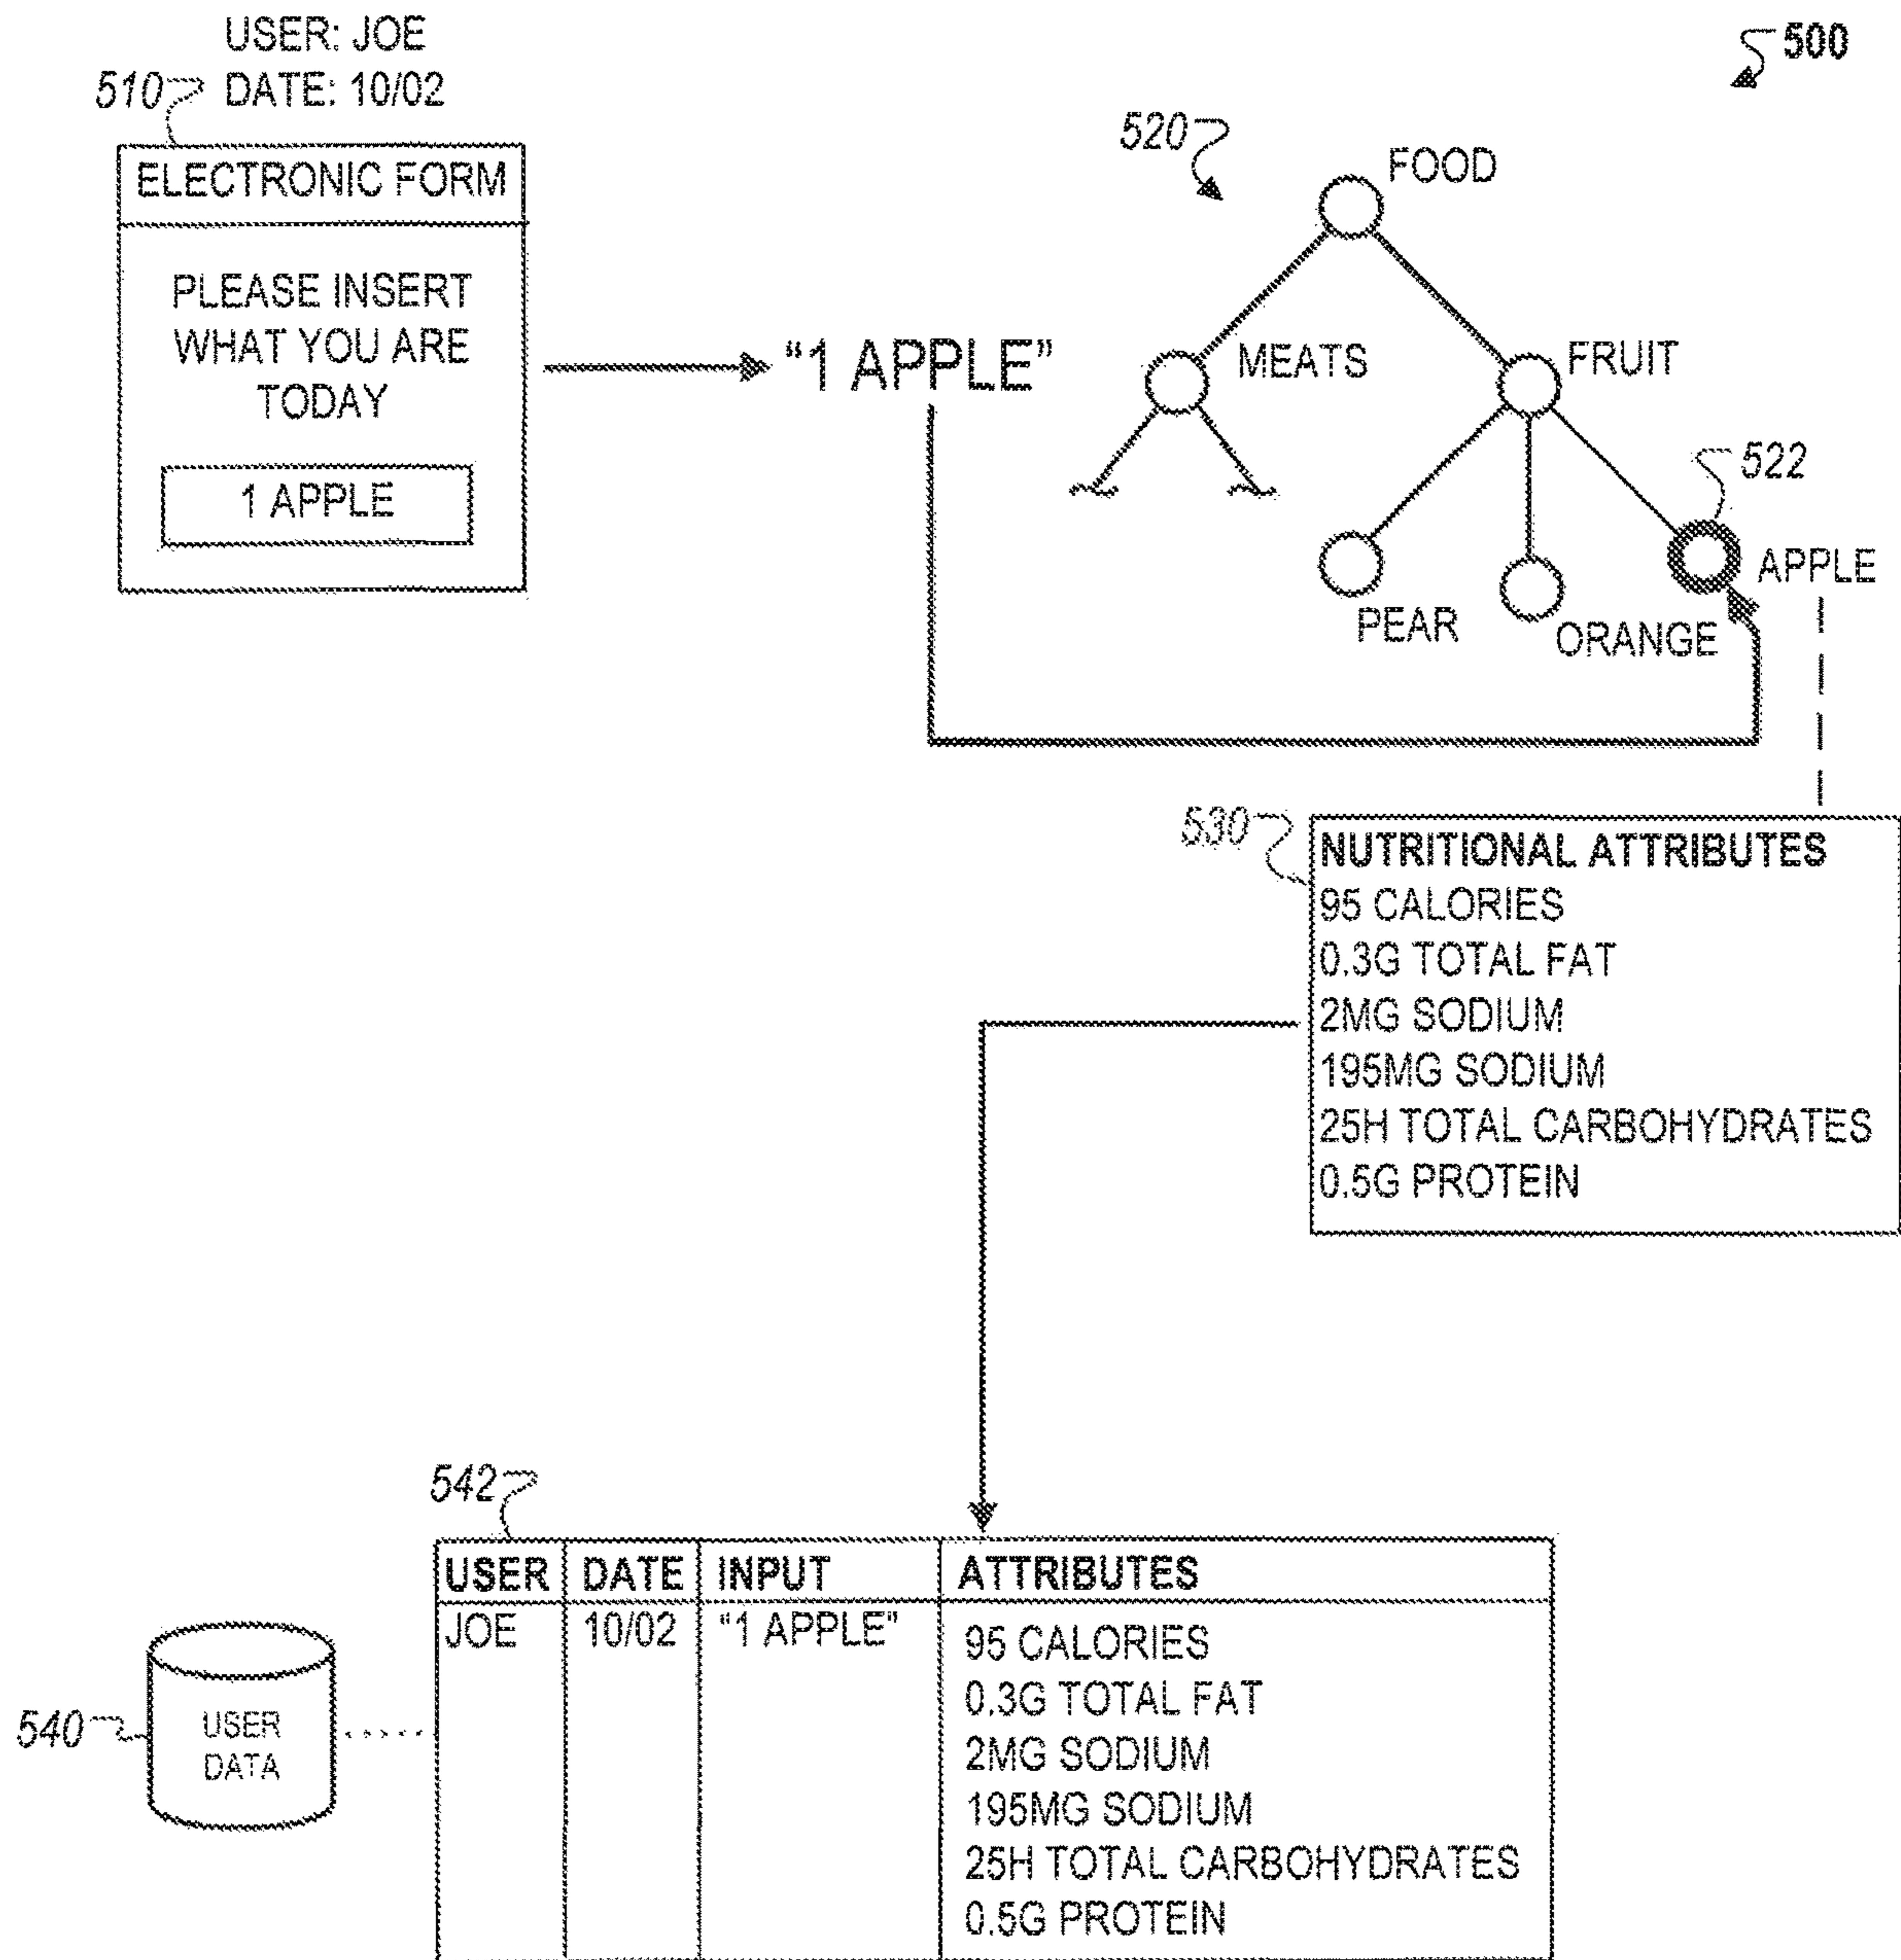 USER: JOE
510 DATE: 10/02
500
ELECTRONIC FORM
PLEASE INSERT
WHAT YOU ARE
TODAY
1 APPLE
"1 APPLE"
520
FOOD
MEATS
FRUIT
522
PEAR
ORANGE
APPLE
530
NUTRITIONAL ATTRIBUTES
95 CALORIES
0.3G TOTAL FAT
2MG SODIUM
195MG SODIUM
25H TOTAL CARBOHYDRATES
0.5G PROTEIN
542
USER DATE INPUT ATTRIBUTES
JOE 10/02 "1 APPLE"
95 CALORIES
0.3G TOTAL FAT
2MG SODIUM
195MG SODIUM
25H TOTAL CARBOHYDRATES
0.5G PROTEIN
540
USER
DATA